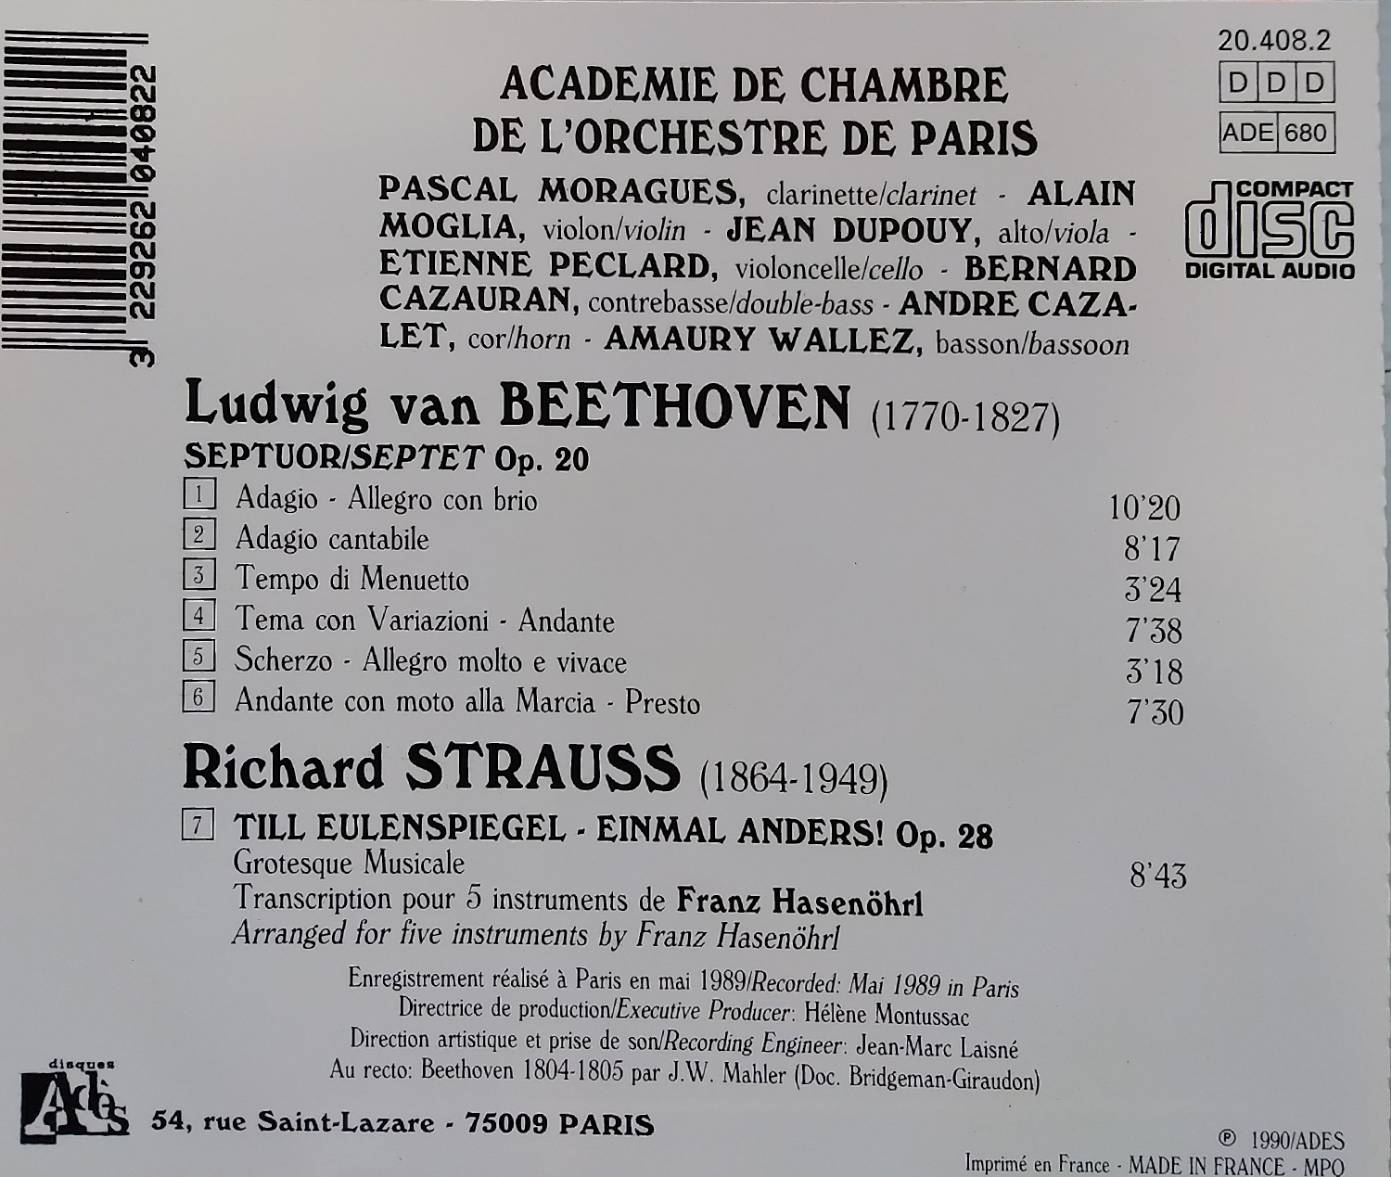 3 229262 040822
20.408.2
D D D
ADE 680
COMPACT
disc
DIGITAL AUDIO
ACADEMIE DE CHAMBRE
DE L'ORCHESTRE DE PARIS
PASCAL MORAGUES, clarinette/clarinet - ALAIN
MOGLIA, violon/violin - JEAN DUPOUY, alto/viola -
ETIENNE PECLARD, violoncelle/cello - BERNARD
CAZAURAN, contrebasse/double-bass - ANDRE CAZA-
LET, cor/horn - AMAURY WALLEZ, basson/bassoon
Ludwig van BEETHOVEN (1770-1827)
SEPTUOR/SEPTET Op. 20
1 Adagio - Allegro con brio 10'20
2 Adagio cantabile 8'17
3 Tempo di Menuetto 3'24
4 Tema con Variazioni - Andante 7'38
5 Scherzo - Allegro molto e vivace 3'18
6 Andante con moto alla Marcia - Presto 7'30
Richard STRAUSS (1864-1949)
7 TILL EULENSPIEGEL - EINMAL ANDERS! Op. 28
Grotesque Musicale 8'43
Transcription pour 5 instruments de Franz Hasenöhrl
Arranged for five instruments by Franz Hasenöhrl
Enregistrement réalisé à Paris en mai 1989/Recorded: Mai 1989 in Paris
Directrice de production/Executive Producer: Hélène Montussac
Direction artistique et prise de son/Recording Engineer: Jean-Marc Laisné
Au recto: Beethoven 1804-1805 par J.W. Mahler (Doc. Bridgeman-Giraudon)
disques
Adès
54, rue Saint-Lazare - 75009 PARIS
℗ 1990/ADES
Imprimé en France - MADE IN FRANCE - MPO